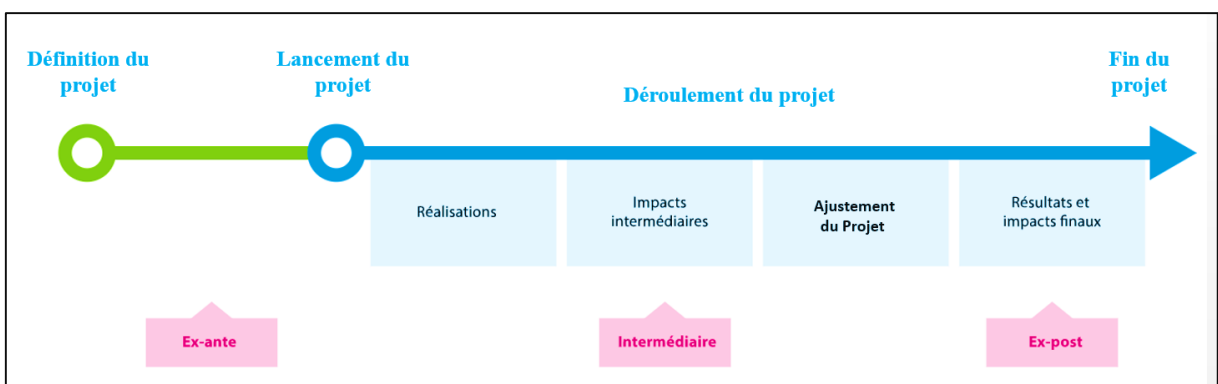 Définition du
projet
Lancement du
projet
Déroulement du projet
Fin du
projet
Réalisations
Impacts
intermédiaires
Ajustement
du Projet
Résultats et
impacts finaux
Ex-ante
Intermédiaire
Ex-post